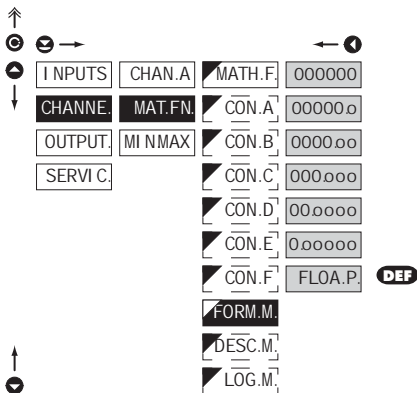 INPUTS CHAN.A MATH.F. 000000
CHANNE. MAT.FN. CON.A 00000.0
OUTPUT. MINMAX CON.B 0000.00
SERVIC. CON.C 000.000
CON.D 00.0000
CON.E 0.00000
CON.F FLOA.P. DEF
FORM.M.
DESC.M.
LOG.M.